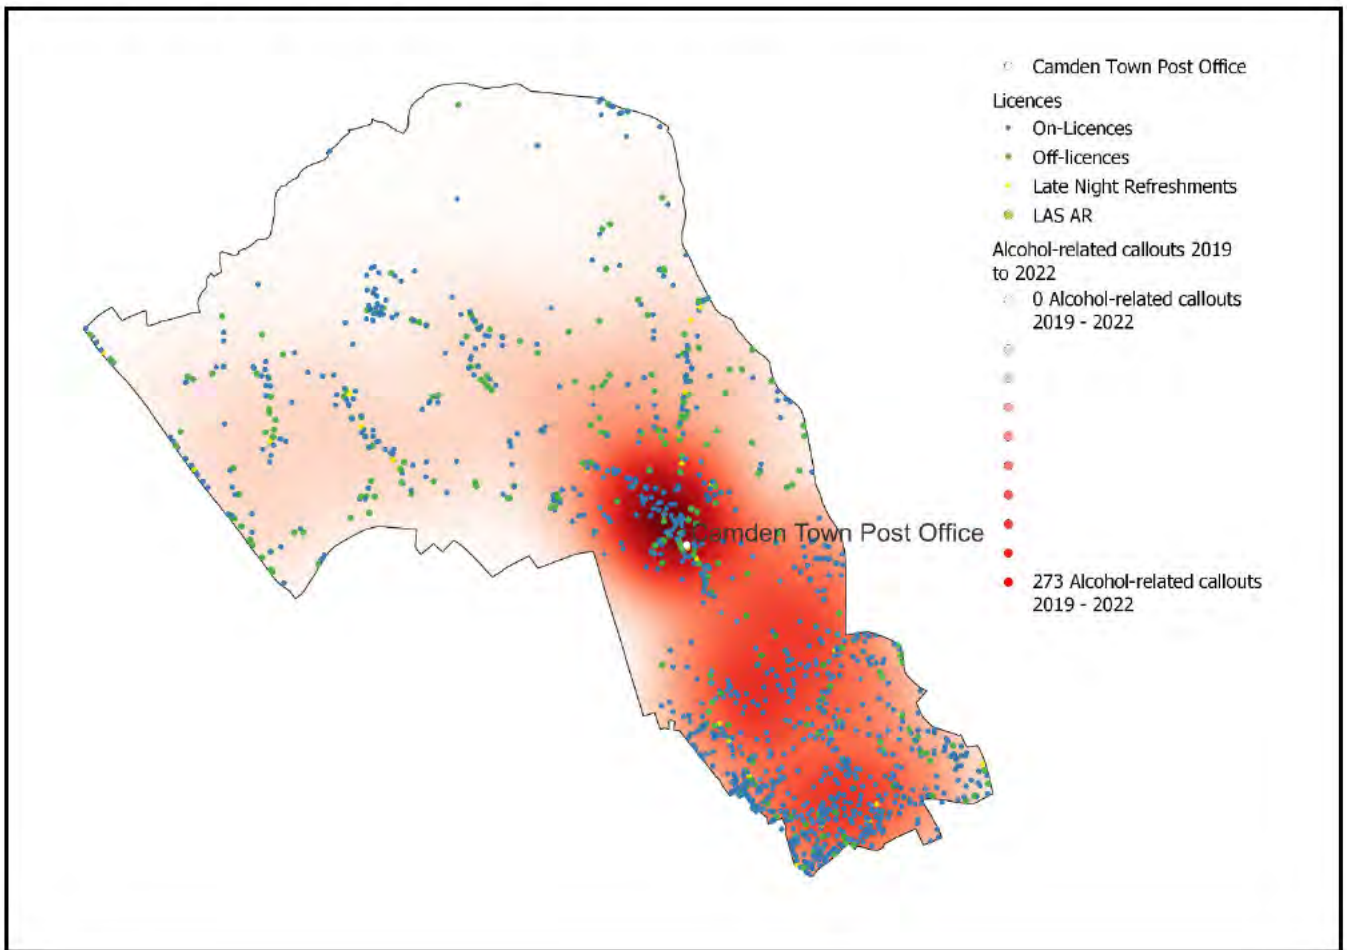 Camden Town Post Office
Licences
On-Licences
Off-licences
Late Night Refreshments
LAS AR
Alcohol-related callouts 2019
to 2022
0 Alcohol-related callouts
2019 - 2022
273 Alcohol-related callouts
2019 - 2022
Camden Town Post Office